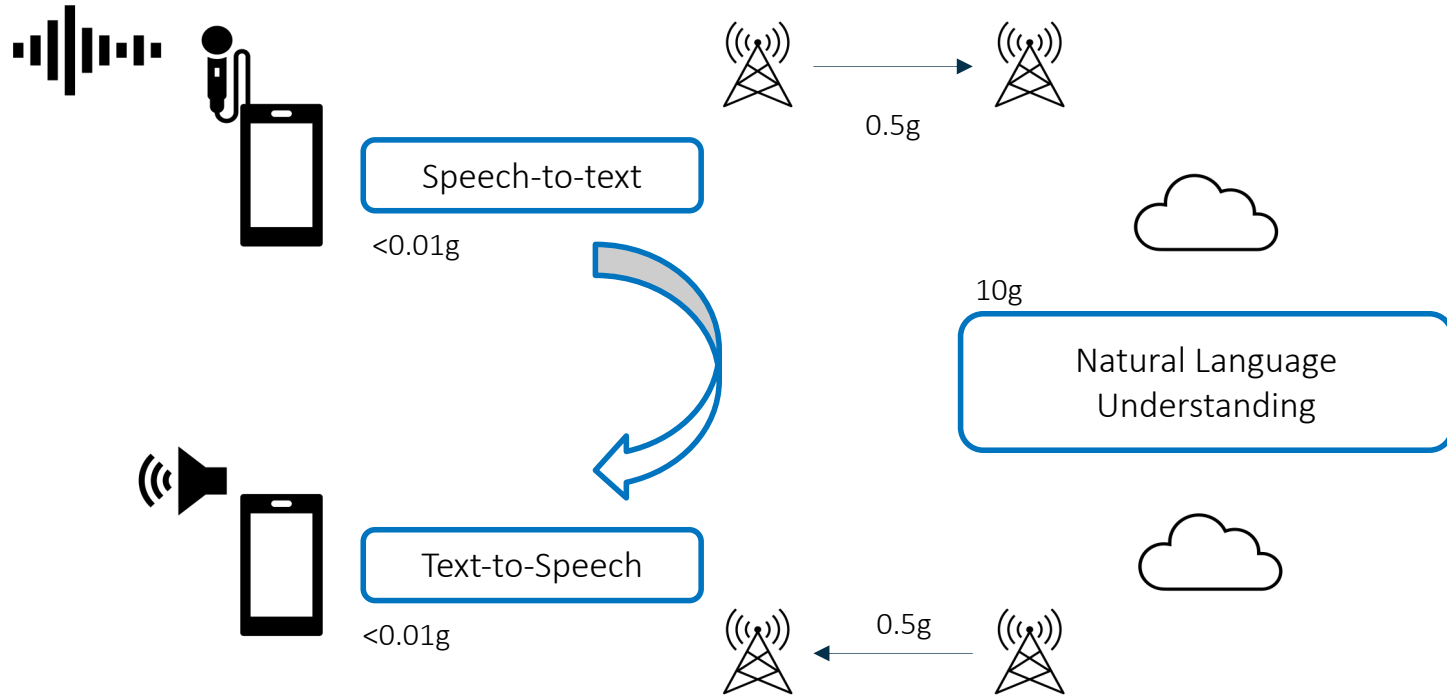 0.5g
Speech-to-text
<0.01g
10g
Natural Language
Understanding
Text-to-Speech
<0.01g
0.5g